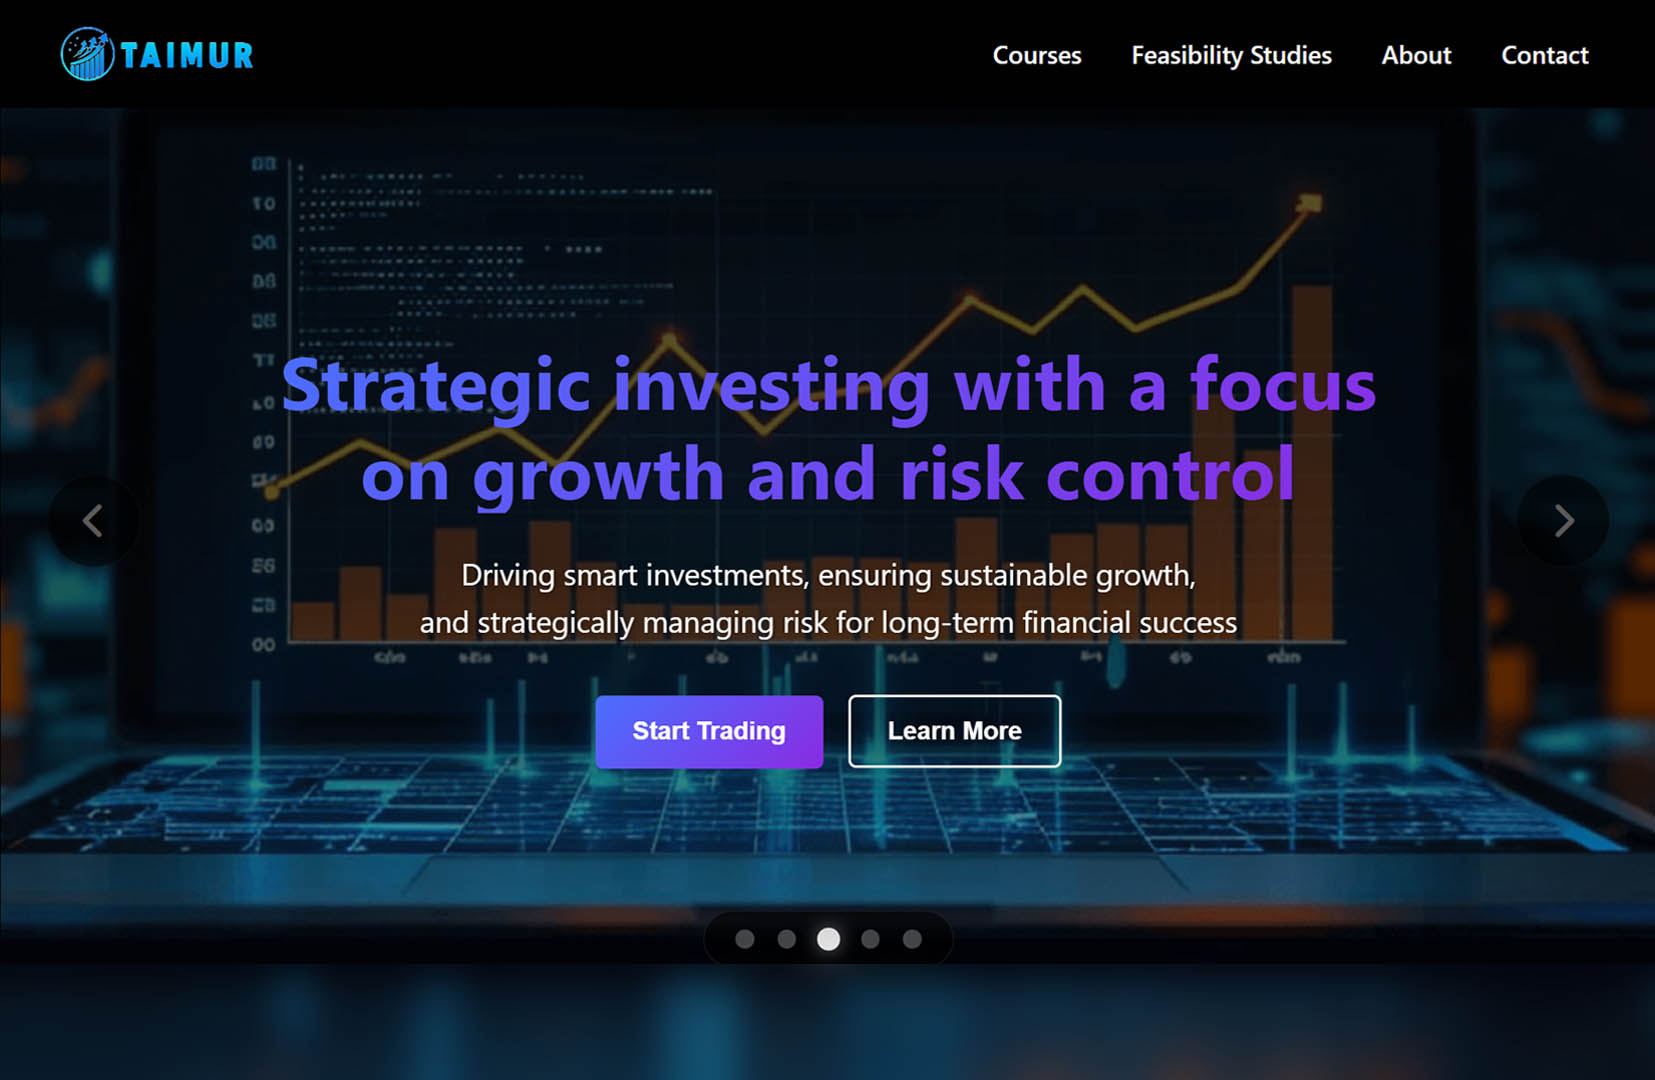 TAIMUR
Courses
Feasibility Studies
About
Contact
Strategic investing with a focus
on growth and risk control
Driving smart investments, ensuring sustainable growth,
and strategically managing risk for long-term financial success
Start Trading
Learn More